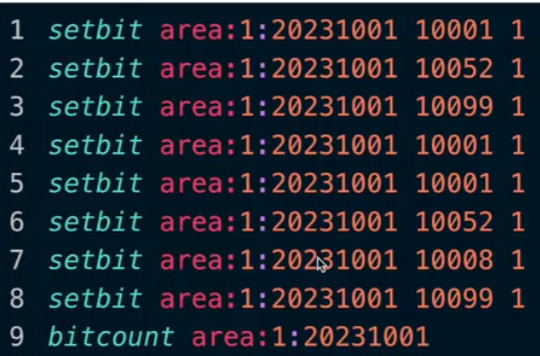 1 setbit area:1:20231001 10001 1
2 setbit area:1:20231001 10052 1
3 setbit area:1:20231001 10099 1
4 setbit area:1:20231001 10001 1
5 setbit area:1:20231001 10001 1
6 setbit area:1:20231001 10052 1
7 setbit area:1:20231001 10008 1
8 setbit area:1:20231001 10099 1
9 bitcount area:1:20231001